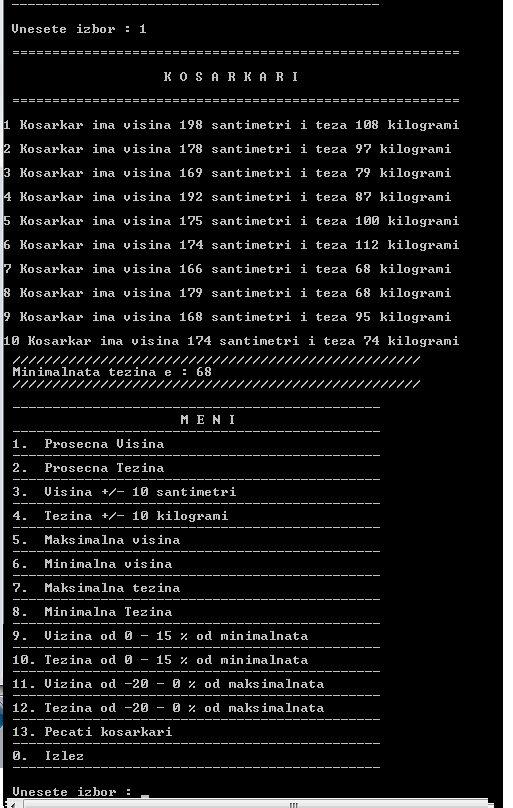 Vnesete izbor : 1
================================================================
K O S A R K A R I
================================================================
1 Kosarkar ima visina 198 santimetri i teza 108 kilogrami
2 Kosarkar ima visina 178 santimetri i teza 97 kilogrami
3 Kosarkar ima visina 169 santimetri i teza 79 kilogrami
4 Kosarkar ima visina 192 santimetri i teza 87 kilogrami
5 Kosarkar ima visina 175 santimetri i teza 100 kilogrami
6 Kosarkar ima visina 174 santimetri i teza 112 kilogrami
7 Kosarkar ima visina 166 santimetri i teza 68 kilogrami
8 Kosarkar ima visina 179 santimetri i teza 68 kilogrami
9 Kosarkar ima visina 168 santimetri i teza 95 kilogrami
10 Kosarkar ima visina 174 santimetri i teza 74 kilogrami
///////////////////////////////////////////////////
Minimalnata tezina e : 68
///////////////////////////////////////////////////
M E N I
1. Prosecna Visina
2. Prosecna Tezina
3. Visina +/- 10 santimetri
4. Tezina +/- 10 kilogrami
5. Maksimalna visina
6. Minimalna visina
7. Maksimalna tezina
8. Minimalna Tezina
9. Vizina od 0 - 15 % od minimalnata
10. Tezina od 0 - 15 % od minimalnata
11. Vizina od -20 - 0 % od maksimalnata
12. Tezina od -20 - 0 % od maksimalnata
13. Pecati kosarkari
0. Izlez
Vnesete izbor : _